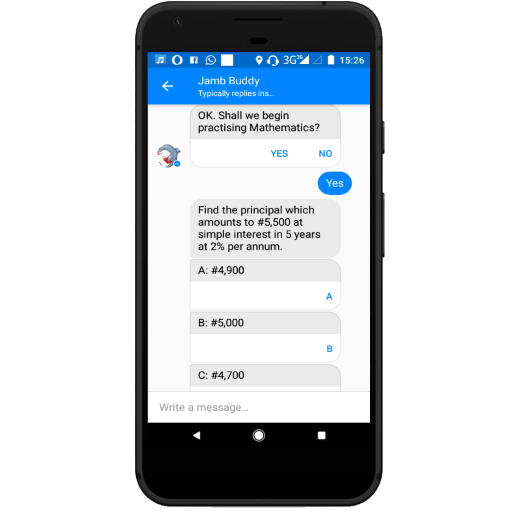 3G 15:26
Jamb Buddy
Typically replies ins...
OK. Shall we begin
practising Mathematics?
YES NO
Yes
Find the principal which
amounts to #5,500 at
simple interest in 5 years
at 2% per annum.
A: #4,900
A
B: #5,000
B
C: #4,700
Write a message...